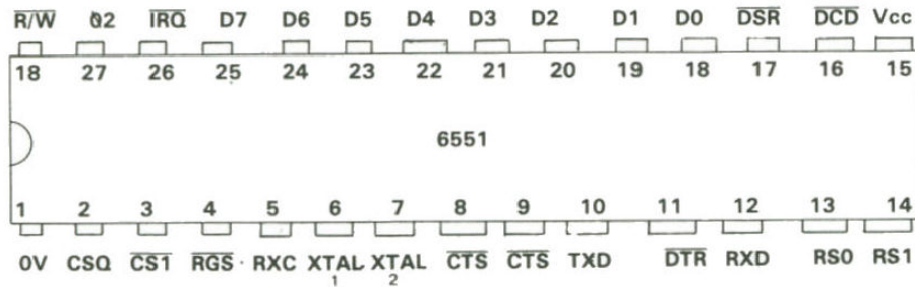 R/W Ø2 IRQ D7 D6 D5 D4 D3 D2 D1 D0 DSR DCD Vcc
18 27 26 25 24 23 22 21 20 19 18 17 16 15
6551
1 2 3 4 5 6 7 8 9 10 11 12 13 14
0V CSQ CS1 RGS RXC XTAL XTAL CTS CTS TXD DTR RXD RS0 RS1
1 2